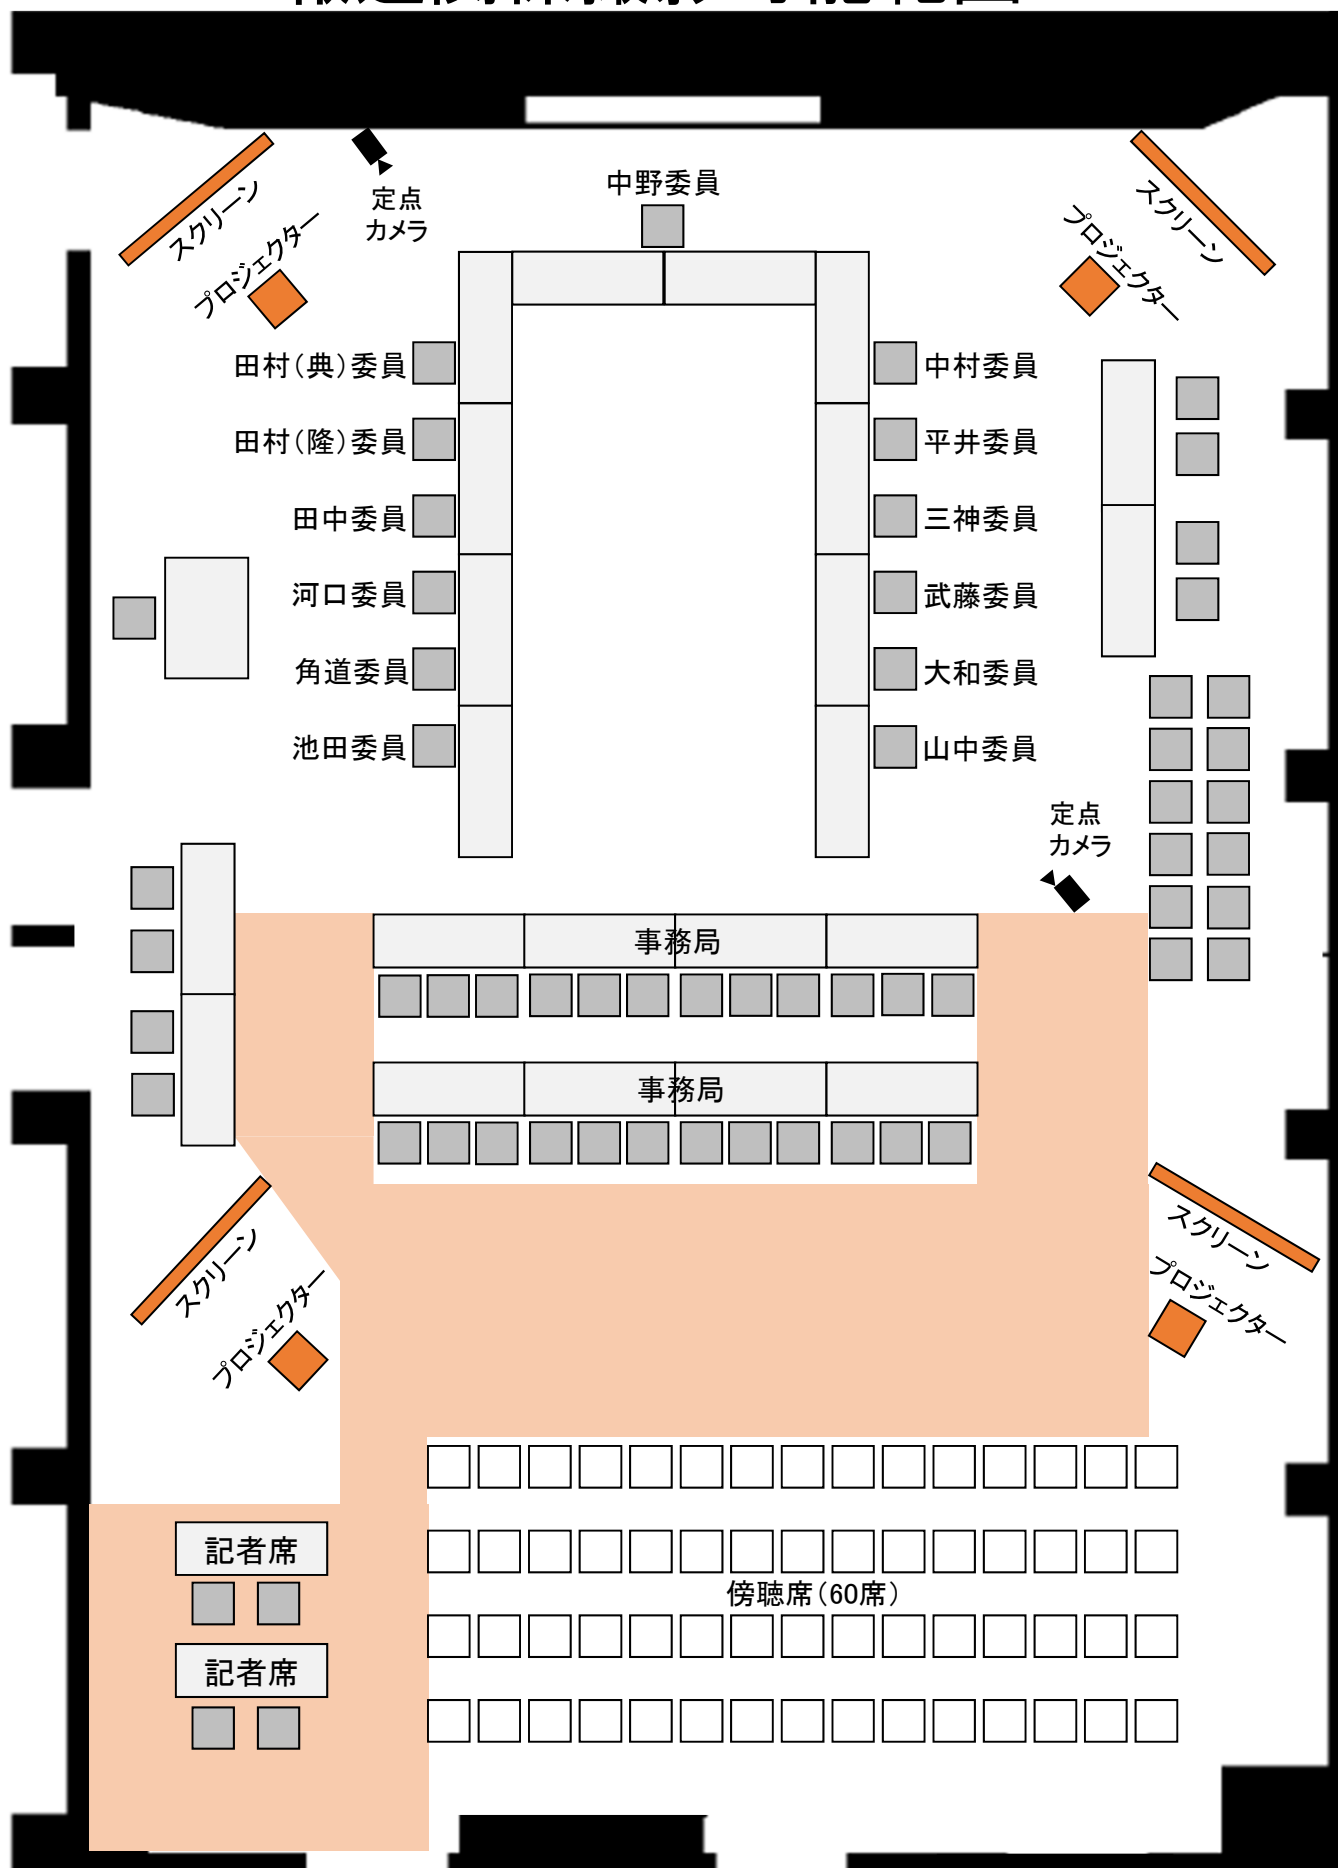 スクリーン
プロジェクター
定点
カメラ
中野委員
スクリーン
プロジェクター
田村(典)委員
中村委員
田村(隆)委員
平井委員
田中委員
三神委員
河口委員
武藤委員
角道委員
大和委員
池田委員
山中委員
定点
カメラ
事務局
事務局
スクリーン
プロジェクター
スクリーン
プロジェクター
記者席
傍聴席(60席)
記者席